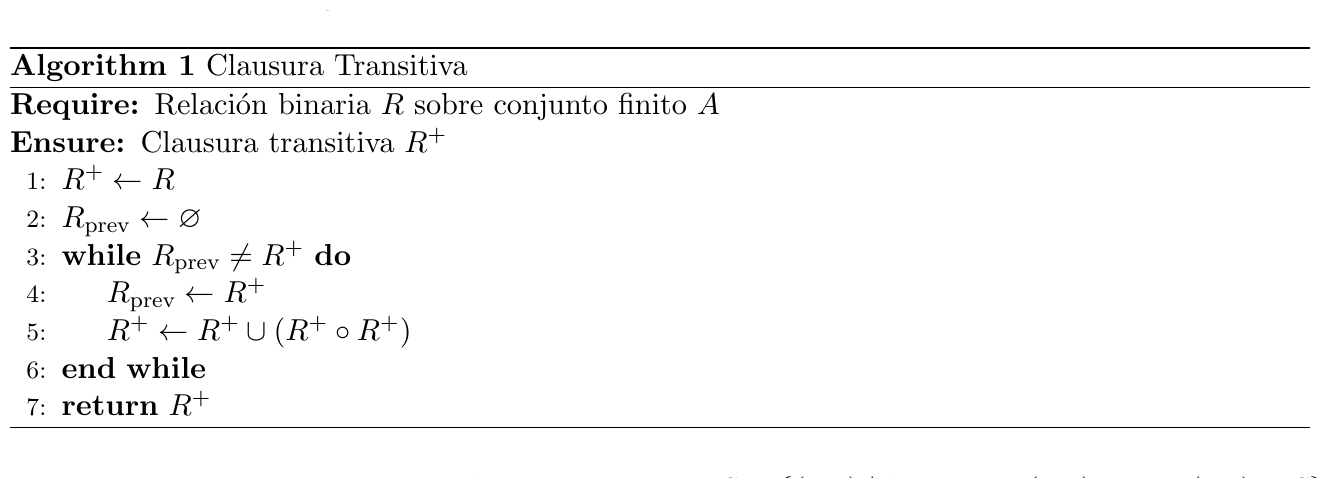 Algorithm 1 Clausura Transitiva
Require: Relación binaria R sobre conjunto finito A
Ensure: Clausura transitiva R⁺
1: R⁺ ← R
2: R_prev ← ∅
3: while R_prev ≠ R⁺ do
4: R_prev ← R⁺
5: R⁺ ← R⁺ ∪ (R⁺ ∘ R⁺)
6: end while
7: return R⁺